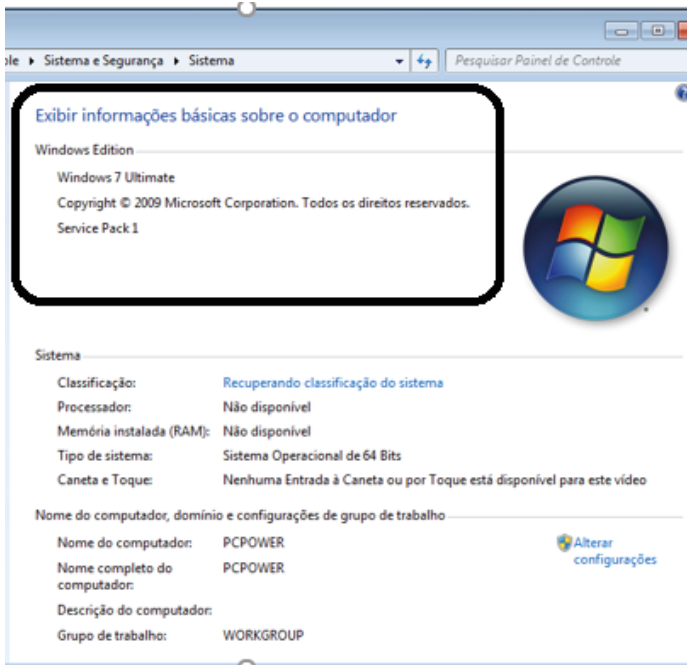 Sistema e Segurança Sistema Pesquisar Painel de Controle
Exibir informações básicas sobre o computador
Windows Edition
Windows 7 Ultimate
Copyright © 2009 Microsoft Corporation. Todos os direitos reservados.
Service Pack 1
Sistema
Classificação: Recuperando classificação do sistema
Processador: Não disponível
Memória instalada (RAM): Não disponível
Tipo de sistema: Sistema Operacional de 64 Bits
Caneta e Toque: Nenhuma Entrada à Caneta ou por Toque está disponível para este vídeo
Nome do computador, domínio e configurações de grupo de trabalho
Nome do computador: PCPOWER Alterar
configurações
Nome completo do PCPOWER
computador:
Descrição do computador:
Grupo de trabalho: WORKGROUP